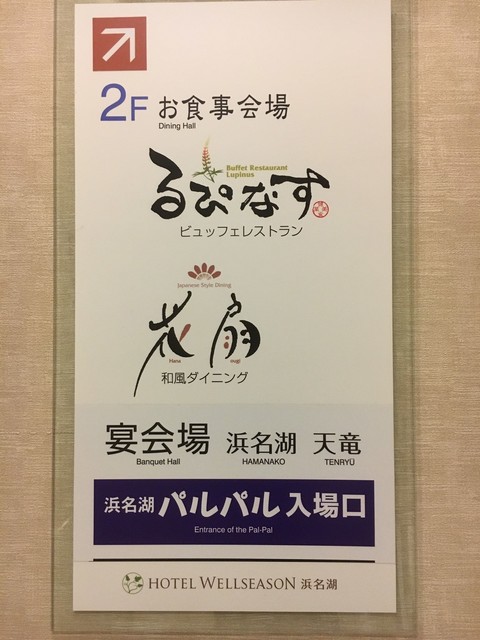 2F お食事会場
Dining Hall
Buffet Restaurant
Lupinus
るぴなす
ビュッフェレストラン
Japanese Style Dining
花扇
Hana ougi
和風ダイニング
宴会場 浜名湖 天竜
Banquet Hall HAMANAKO TENRYŪ
浜名湖 パルパル 入場口
Entrance of the Pal-Pal
HOTEL WELLSEASON 浜名湖